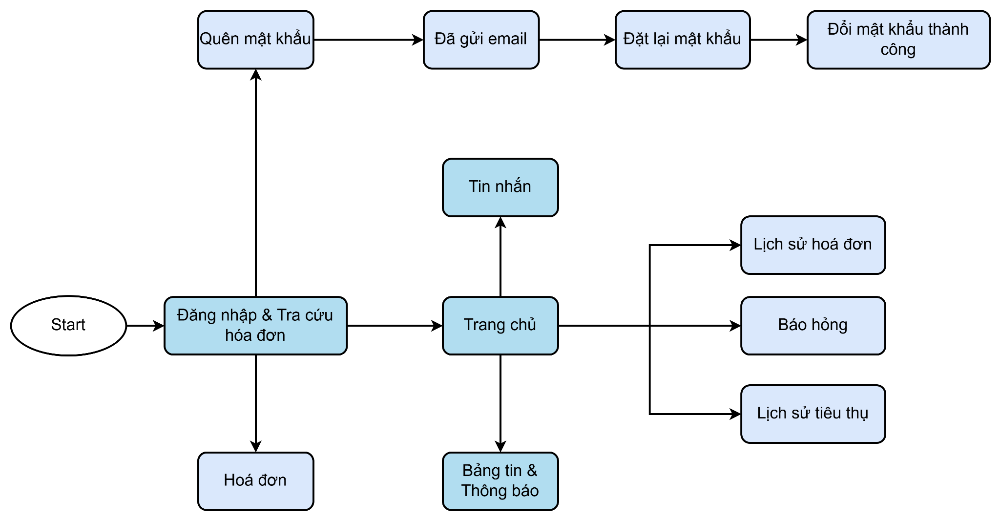 Quên mật khẩu
Đã gửi email
Đặt lại mật khẩu
Đổi mật khẩu thành
công
Tin nhắn
Lịch sử hoá đơn
Start
Đăng nhập & Tra cứu
hóa đơn
Trang chủ
Báo hỏng
Lịch sử tiêu thụ
Hoá đơn
Bảng tin &
Thông báo